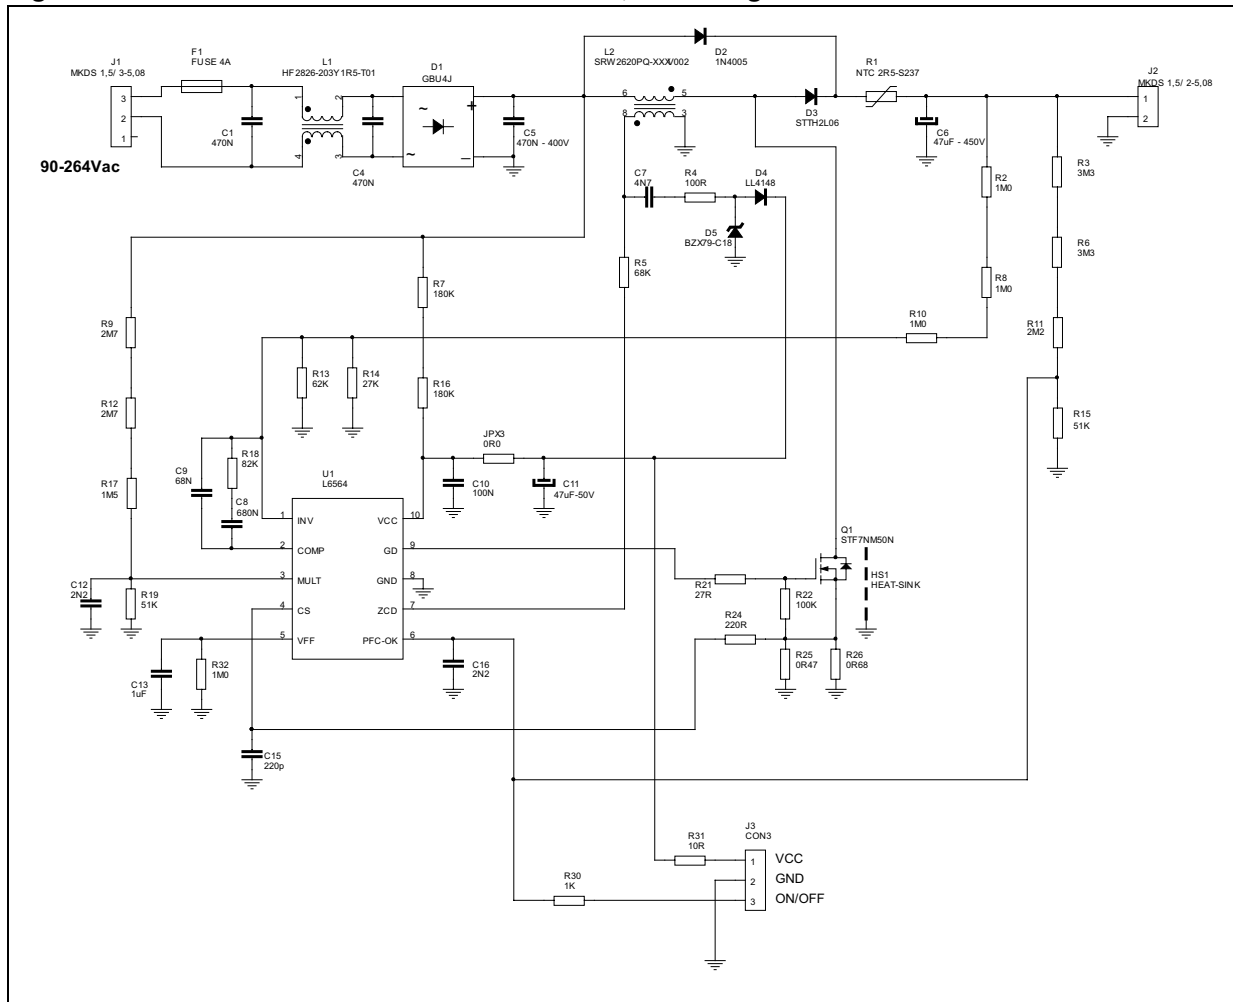 J1
MKDS 1,5/ 3-5,08
F1
FUSE 4A
L1
HF2826-203Y1R5-T01
D1
GBU4J
L2
SRW2620PQ-XXXV002
D2
1N4005
R1
NTC 2R5-S237
J2
MKDS 1,5/ 2-5,08
3
2
1
C1
470N
1
2
4
3
C4
470N
~
~
+
_
C5
470N - 400V
6
5
8
3
D3
STTH2L06
C6
47uF - 450V
1
2
90-264Vac
C7
4N7
R4
100R
D4
LL4148
D5
BZX79-C18
R2
1M0
R3
3M3
R5
68K
R6
3M3
R7
180K
R8
1M0
R9
2M7
R10
1M0
R11
2M2
R13
62K
R14
27K
R16
180K
R12
2M7
R15
51K
JPX3
0R0
R18
82K
C9
68N
C8
680N
R17
1M5
U1
L6564
C10
100N
C11
47uF-50V
1
INV
VCC
10
2
COMP
GD
9
3
MULT
GND
8
4
CS
ZCD
7
5
VFF
PFC-OK
6
Q1
STF7NM50N
HS1
HEAT-SINK
C12
2N2
R19
51K
R21
27R
R22
100K
R24
220R
R25
0R47
R26
0R68
R32
1M0
C13
1uF
C16
2N2
C15
220p
J3
CON3
R31
10R
1
VCC
2
GND
3
ON/OFF
R30
1K